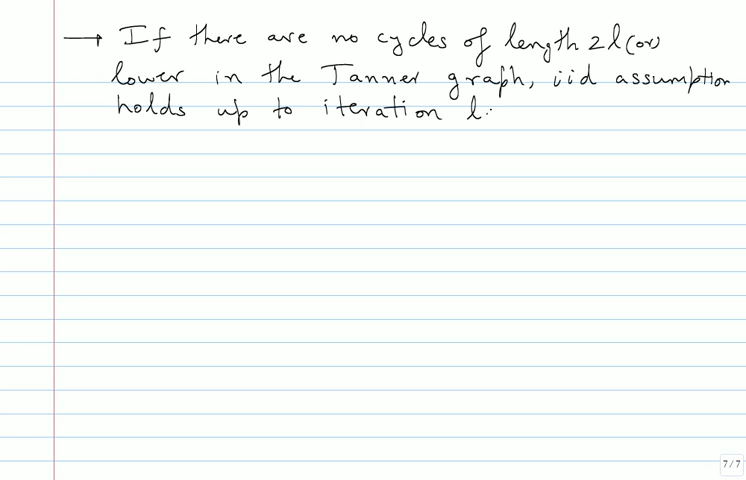 → If there are no cycles of length 2l (or)
lower in the Tanner graph, iid assumption
holds up to iteration l.
7/7